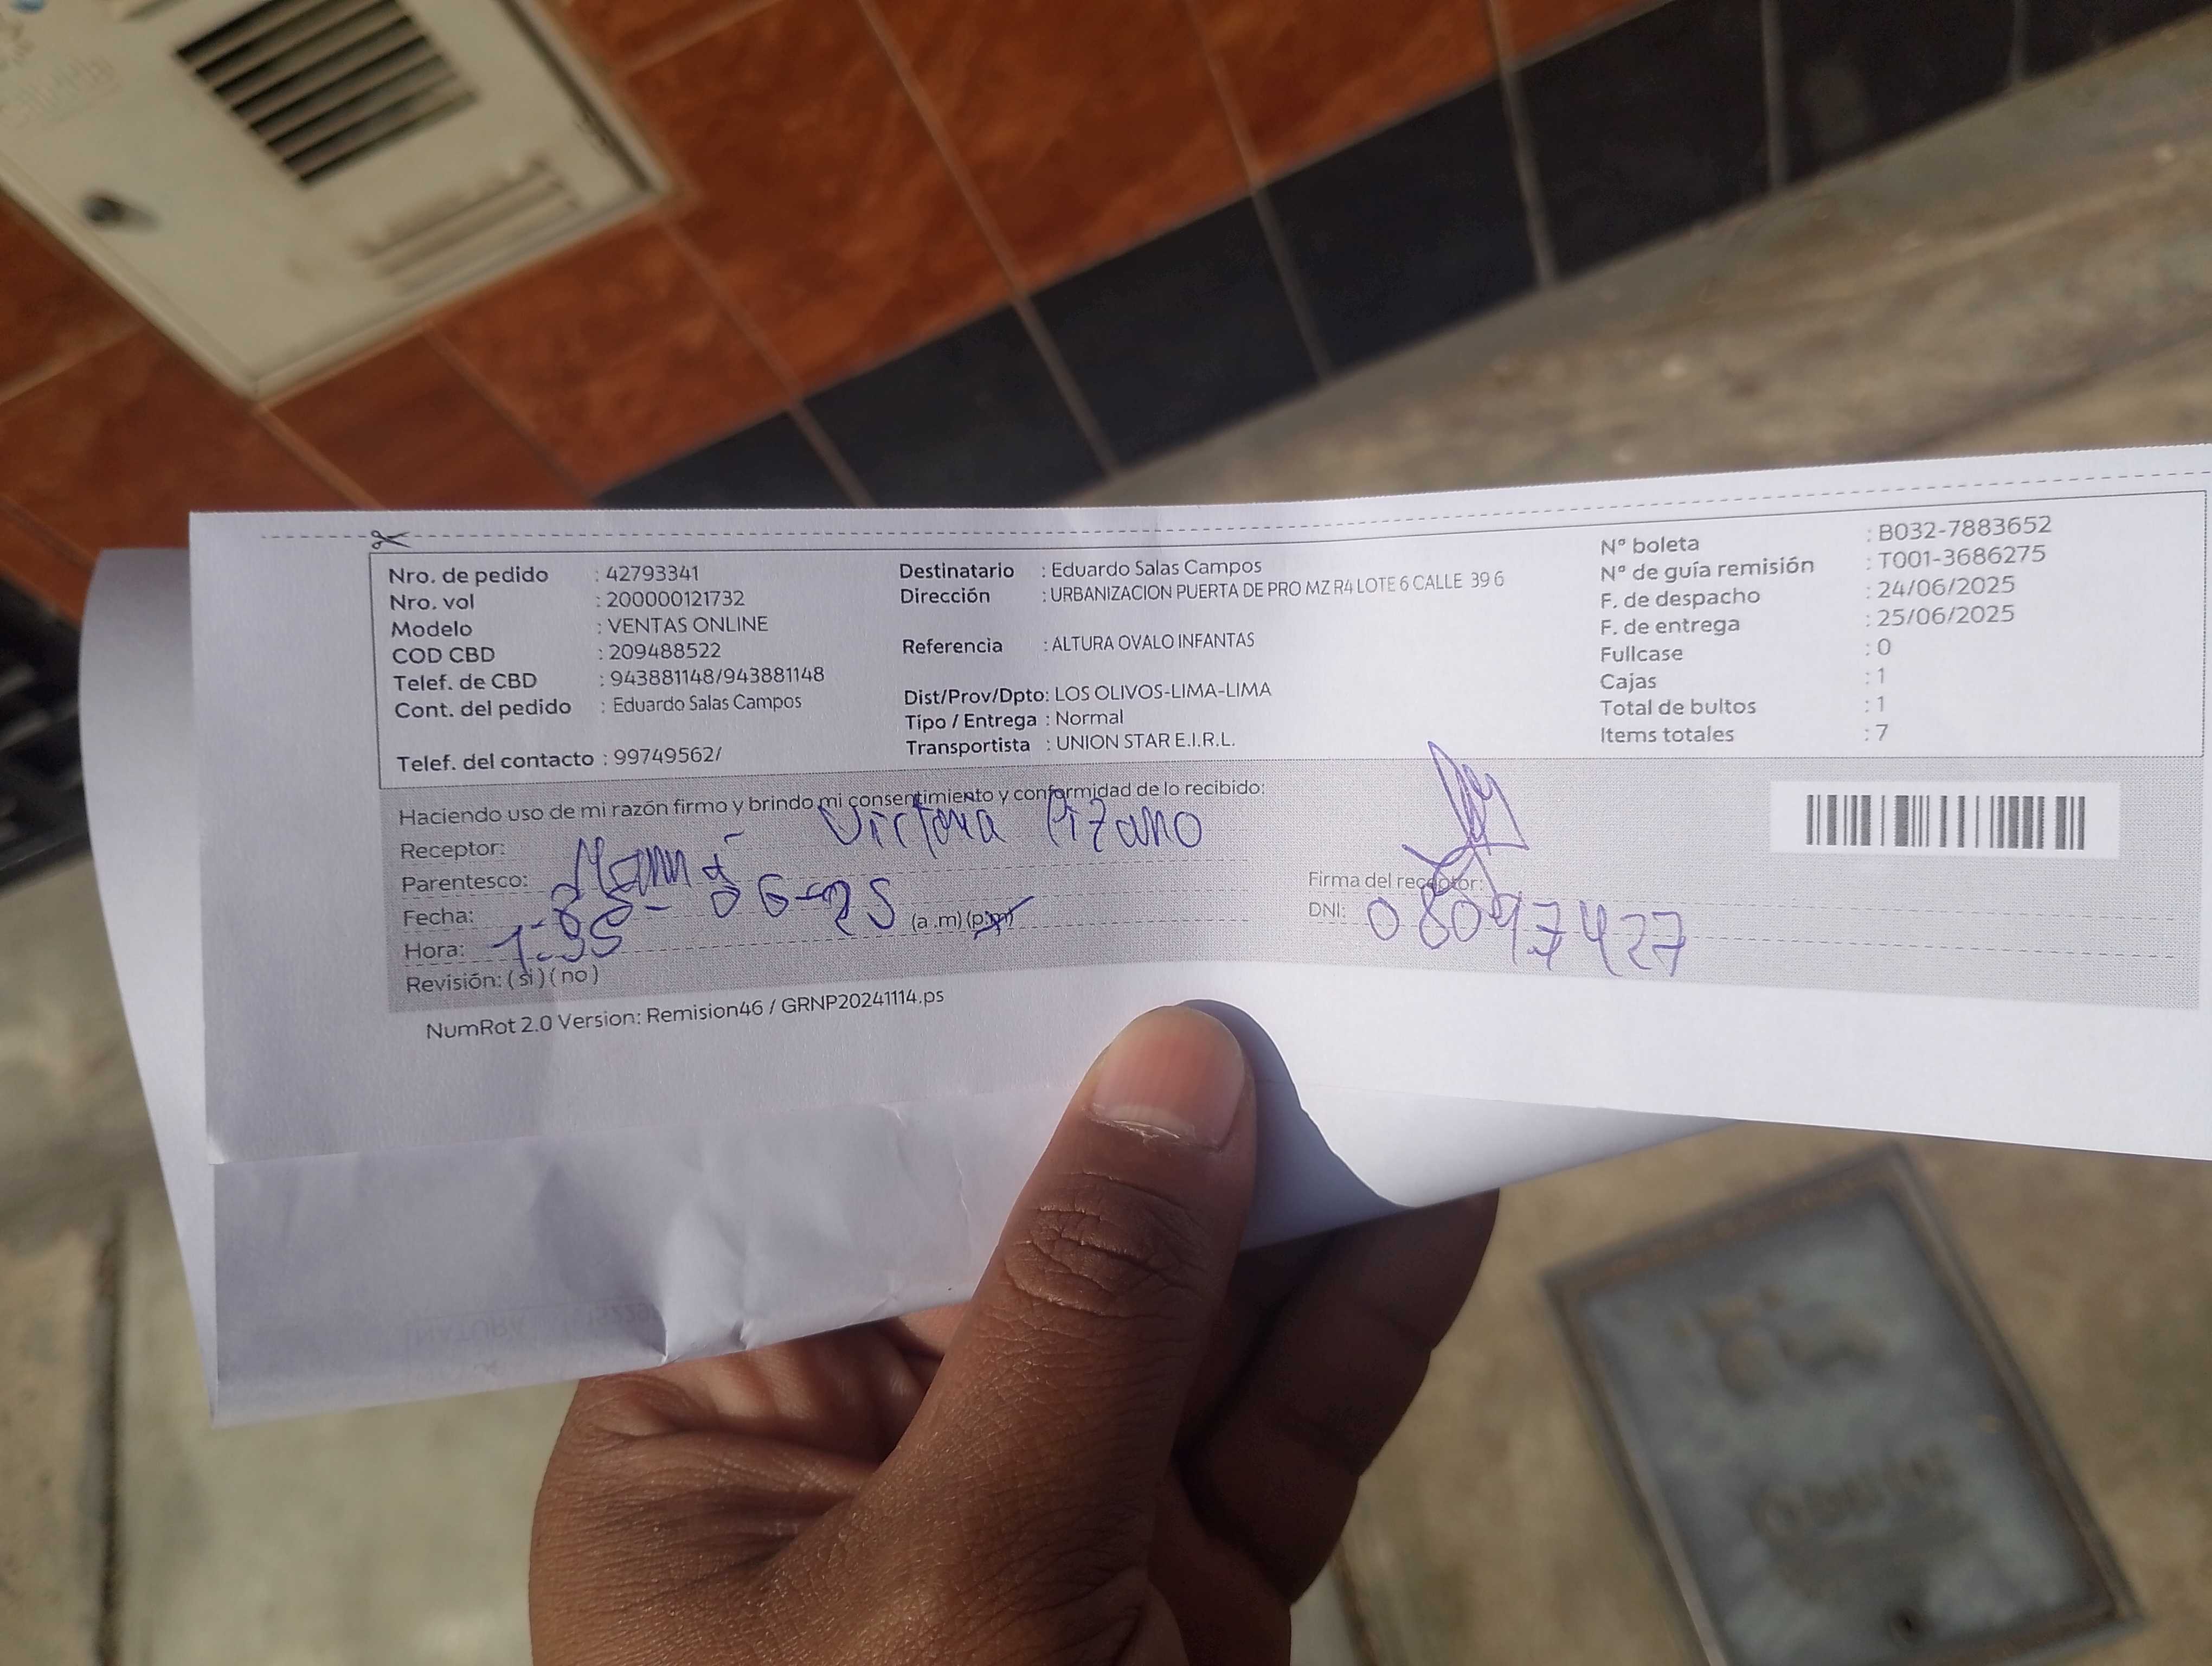 Nro. de pedido : 42793341
Nro. vol : 200000121732
Modelo : VENTAS ONLINE
COD CBD : 209488522
Telef. de CBD : 943881148/943881148
Cont. del pedido : Eduardo Salas Campos
Telef. del contacto : 99749562/
Destinatario : Eduardo Salas Campos
Dirección : URBANIZACION PUERTA DE PRO MZ R4 LOTE 6 CALLE 39 6
Referencia : ALTURA OVALO INFANTAS
Dist/Prov/Dpto: LOS OLIVOS-LIMA-LIMA
Tipo / Entrega : Normal
Transportista : UNION STAR E.I.R.L.
Nº boleta : B032-7883652
Nº de guía remisión : T001-3686275
F. de despacho : 24/06/2025
F. de entrega : 25/06/2025
Fullcase : 0
Cajas : 1
Total de bultos : 1
Items totales : 7
Haciendo uso de mi razón firmo y brindo mi consentimiento y conformidad de lo recibido:
Receptor: Victoria Pizano
Parentesco: Mamá
Fecha: 06-25
Hora: (a.m) (p.m)
Revisión: (si) (no)
Firma del receptor:
DNI: 08097427
NumRot 2.0 Version: Remision46 / GRNP20241114.ps